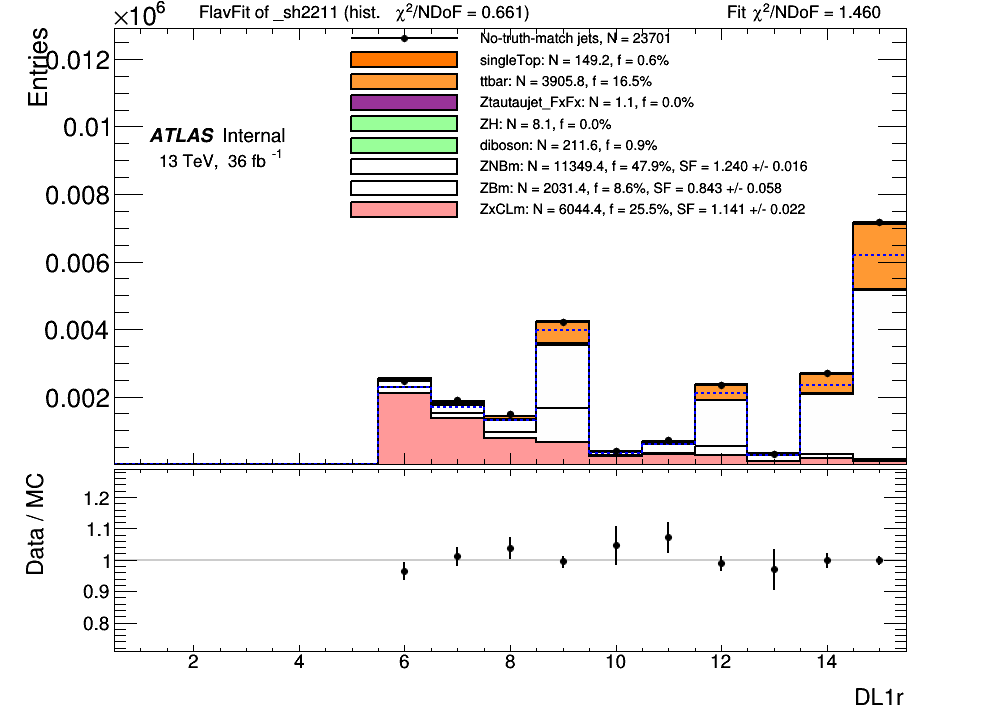 ×10⁶
FlavFit of _sh2211 (hist. χ²/NDoF = 0.661)
Fit χ²/NDoF = 1.460
Entries
0.012
0.01
0.008
0.006
0.004
0.002
ATLAS Internal
13 TeV, 36 fb⁻¹
No-truth-match jets, N = 23701
singleTop: N = 149.2, f = 0.6%
ttbar: N = 3905.8, f = 16.5%
Ztautaujet_FxFx: N = 1.1, f = 0.0%
ZH: N = 8.1, f = 0.0%
diboson: N = 211.6, f = 0.9%
ZNBm: N = 11349.4, f = 47.9%, SF = 1.240 +/- 0.016
ZBm: N = 2031.4, f = 8.6%, SF = 0.843 +/- 0.058
ZxCLm: N = 6044.4, f = 25.5%, SF = 1.141 +/- 0.022
Data / MC
1.2
1.1
1
0.9
0.8
2 4 6 8 10 12 14
DL1r